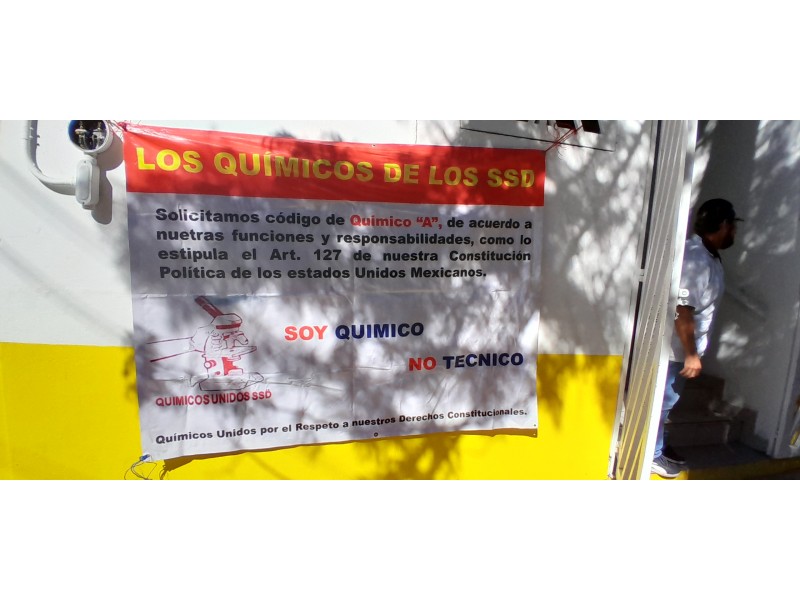 LOS QUÍMICOS DE LOS SSD
Solicitamos código de Quimico "A", de acuerdo a
nuetras funciones y responsabilidades, como lo
estipula el Art. 127 de nuestra Constitución
Política de los estados Unidos Mexicanos.
SOY QUIMICO
NO TECNICO
QUIMICOS UNIDOS SSD
Químicos Unidos por el Respeto a nuestros Derechos Constitucionales.